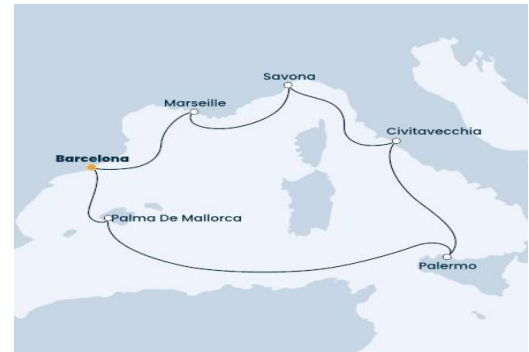 Savona
Marseille
Civitavecchia
Barcelona
Palma De Mallorca
Palermo